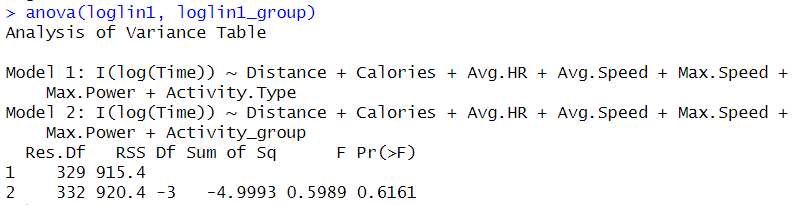 > anova(loglin1, loglin1_group)
Analysis of Variance Table
Model 1: I(log(Time)) ~ Distance + Calories + Avg.HR + Avg.Speed + Max.Speed +
    Max.Power + Activity.Type
Model 2: I(log(Time)) ~ Distance + Calories + Avg.HR + Avg.Speed + Max.Speed +
    Max.Power + Activity_group
  Res.Df   RSS Df Sum of Sq      F Pr(>F)
1    329 915.4
2    332 920.4 -3   -4.9993 0.5989 0.6161